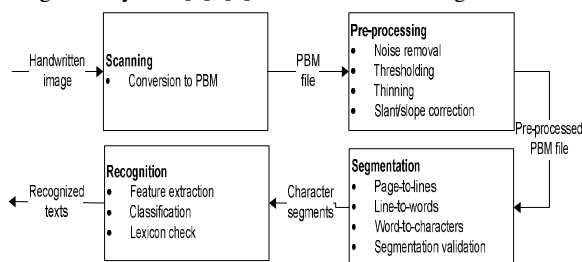 Handwritten
image
Scanning
• Conversion to PBM
PBM
file
Pre-processing
• Noise removal
• Thresholding
• Thinning
• Slant/slope correction
Pre-processed
PBM file
Segmentation
• Page-to-lines
• Line-to-words
• Word-to-characters
• Segmentation validation
Character
segments
Recognition
• Feature extraction
• Classification
• Lexicon check
Recognized
texts